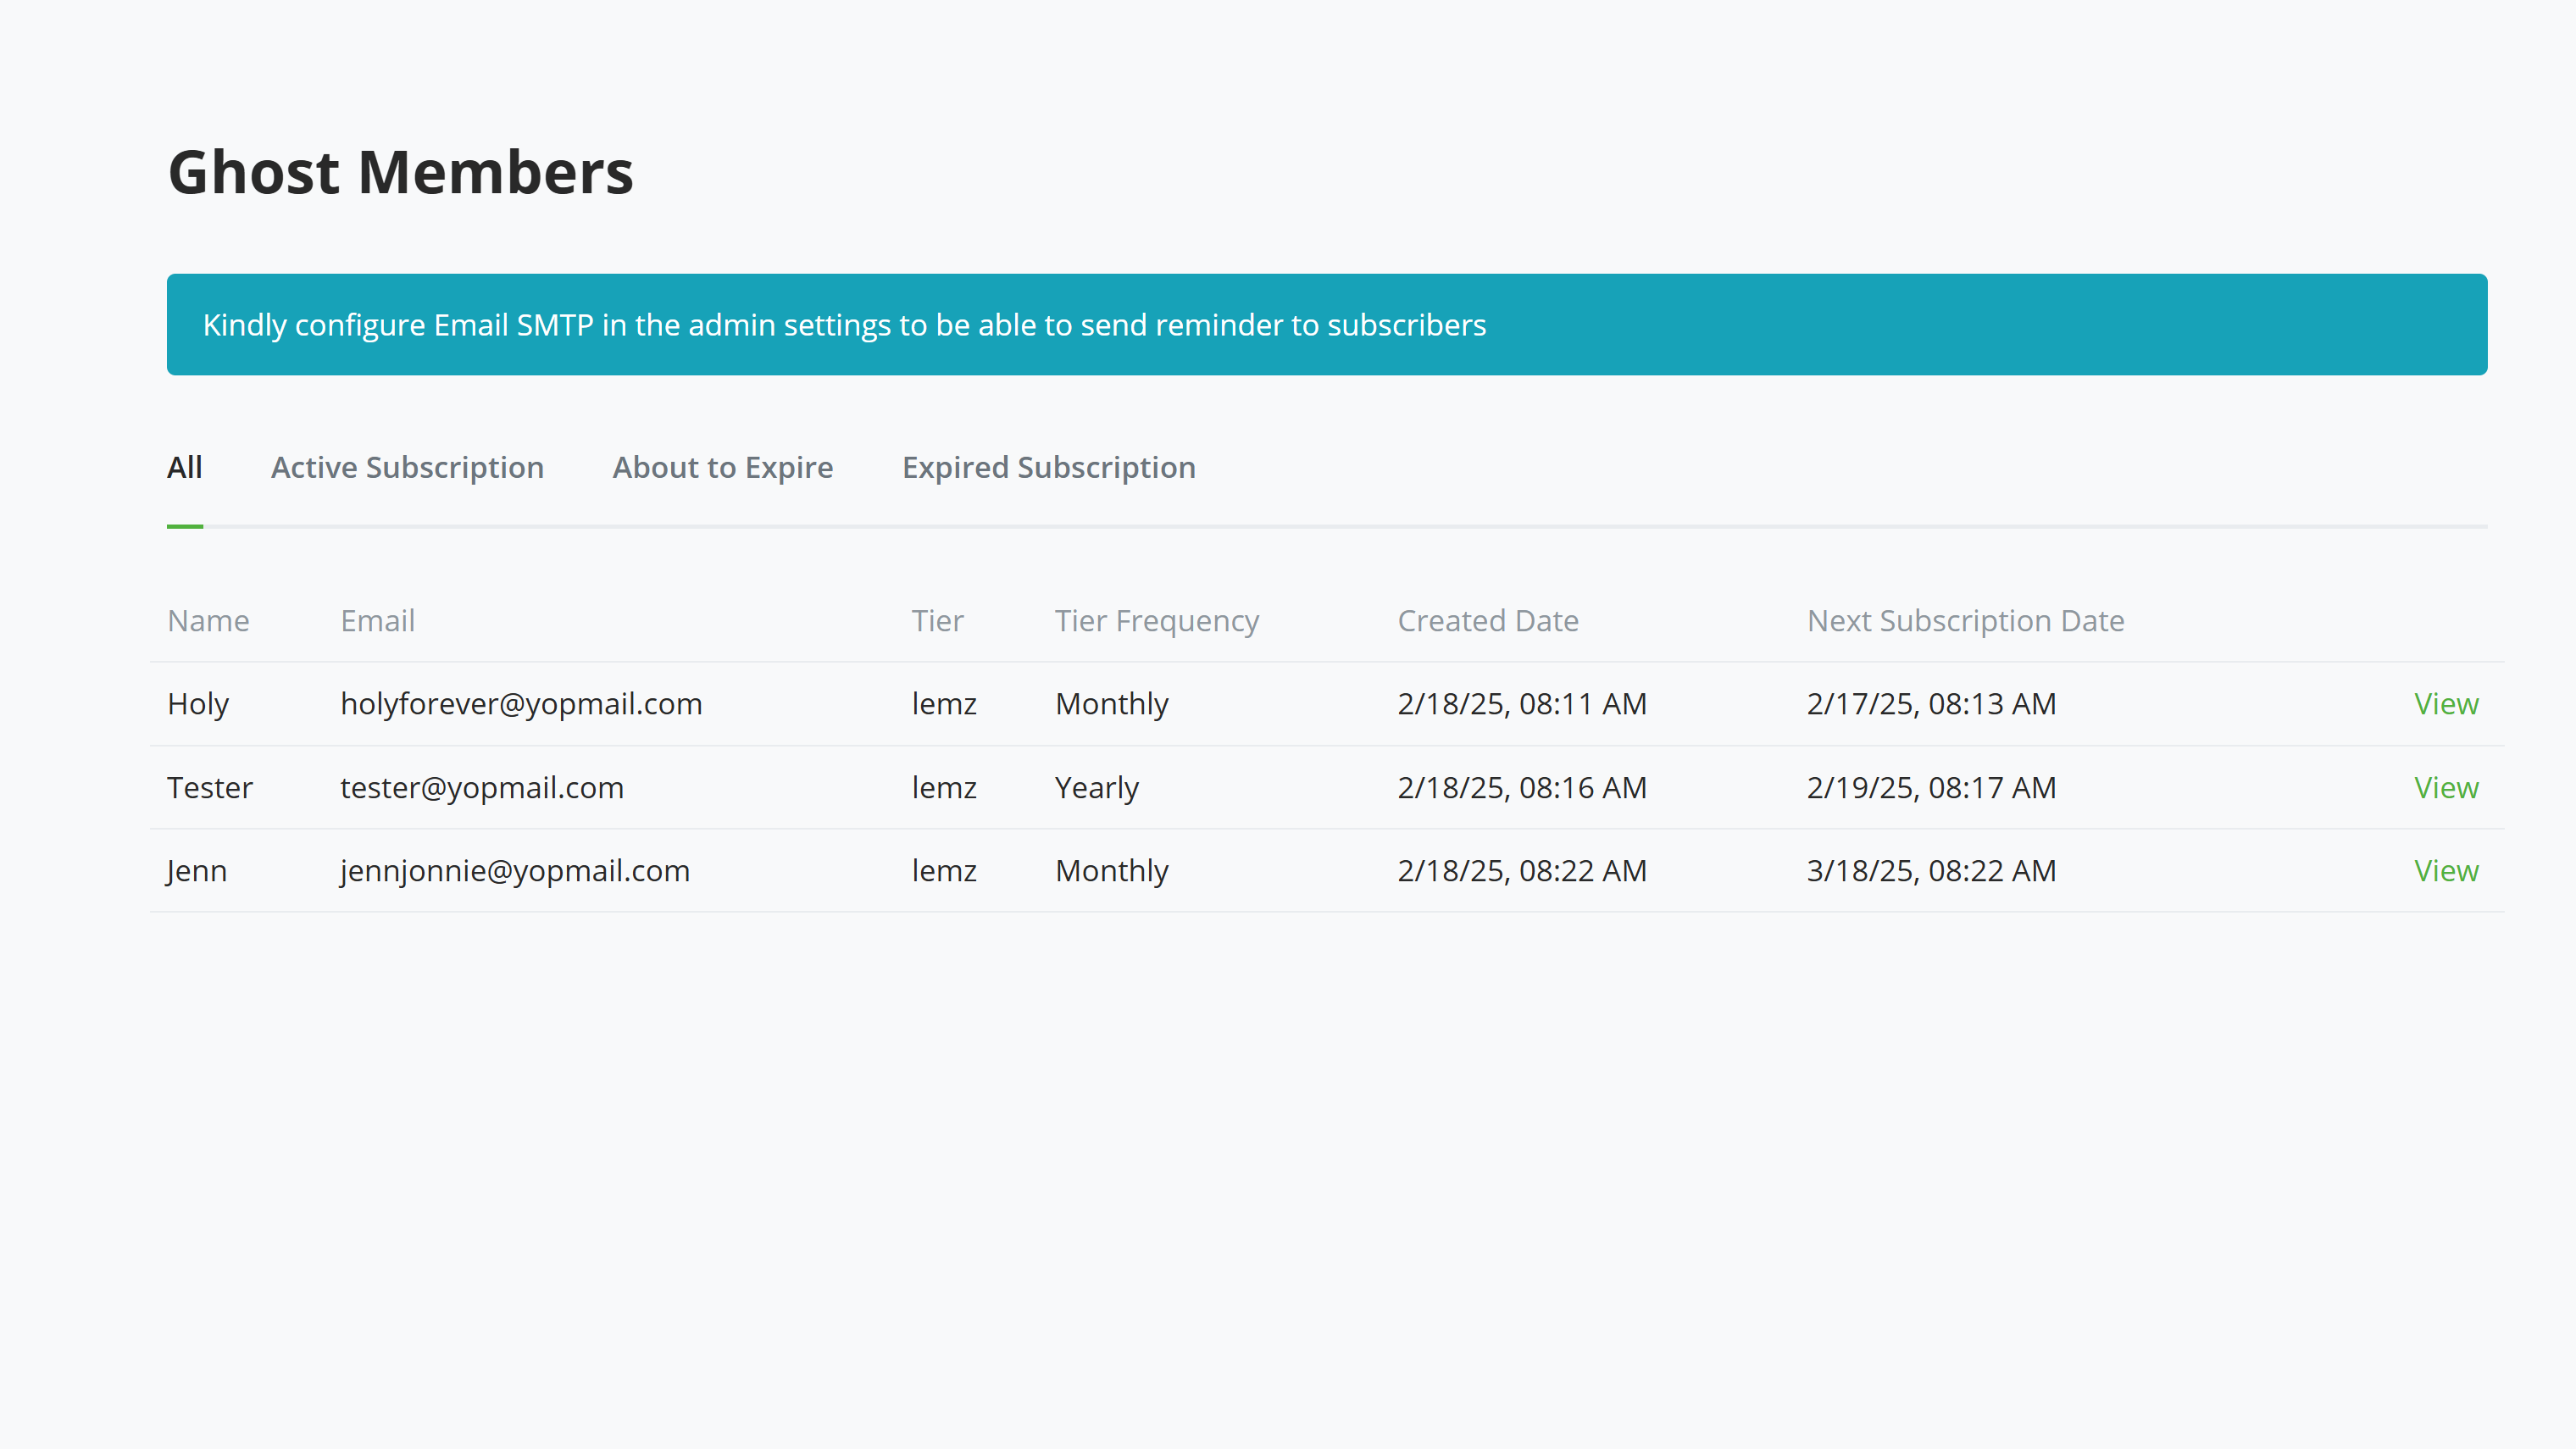 Ghost Members
Kindly configure Email SMTP in the admin settings to be able to send reminder to subscribers
All Active Subscription About to Expire Expired Subscription
Name Email Tier Tier Frequency Created Date Next Subscription Date
Holy holyforever@yopmail.com lemz Monthly 2/18/25, 08:11 AM 2/17/25, 08:13 AM View
Tester tester@yopmail.com lemz Yearly 2/18/25, 08:16 AM 2/19/25, 08:17 AM View
Jenn jennjonnie@yopmail.com lemz Monthly 2/18/25, 08:22 AM 3/18/25, 08:22 AM View